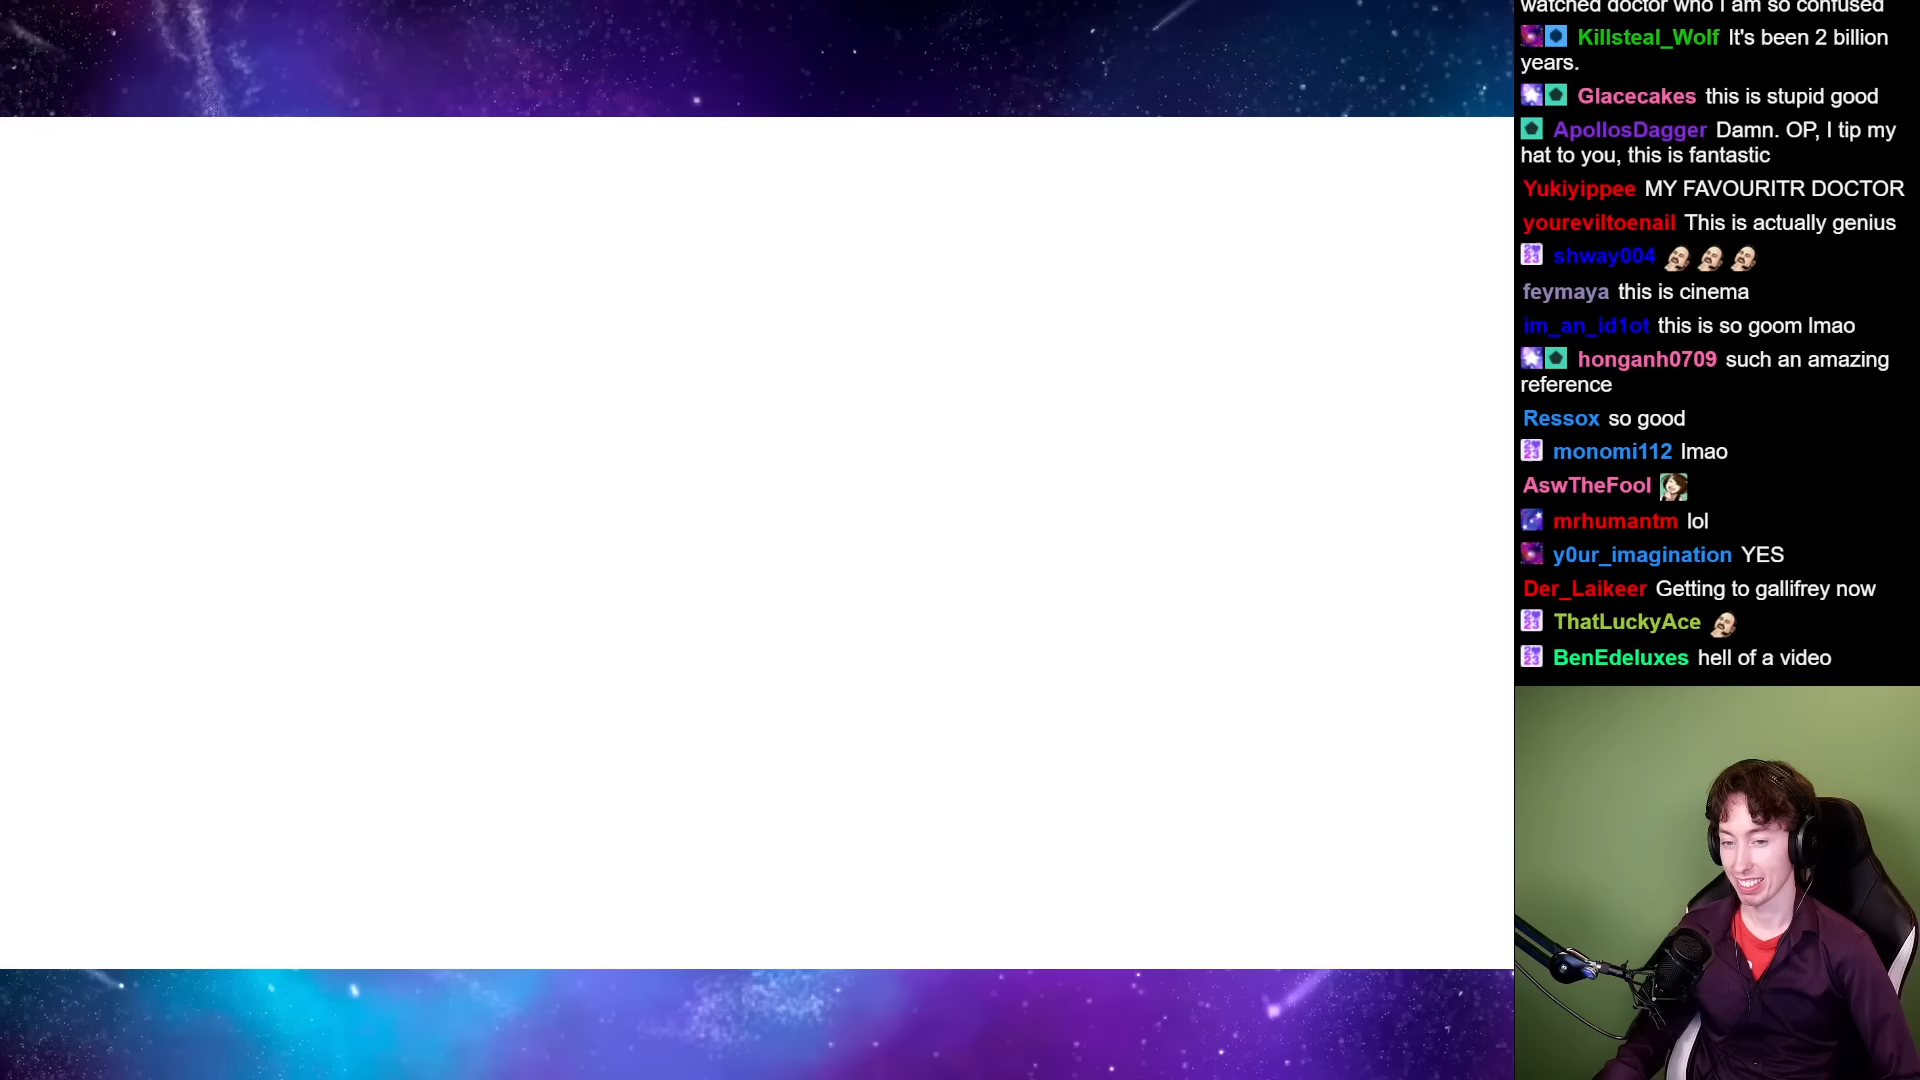 watched doctor who I am so confused
Killsteal_Wolf It's been 2 billion
years.
Glacecakes this is stupid good
ApollosDagger Damn. OP, I tip my
hat to you, this is fantastic
Yukiyippee MY FAVOURITR DOCTOR
youreviltoenail This is actually genius
shway004
feymaya this is cinema
im_an_id1ot this is so goom lmao
honganh0709 such an amazing
reference
Ressox so good
monomi112 lmao
AswTheFool
mrhumantm lol
y0ur_imagination YES
Der_Laikeer Getting to gallifrey now
ThatLuckyAce
BenEdeluxes hell of a video